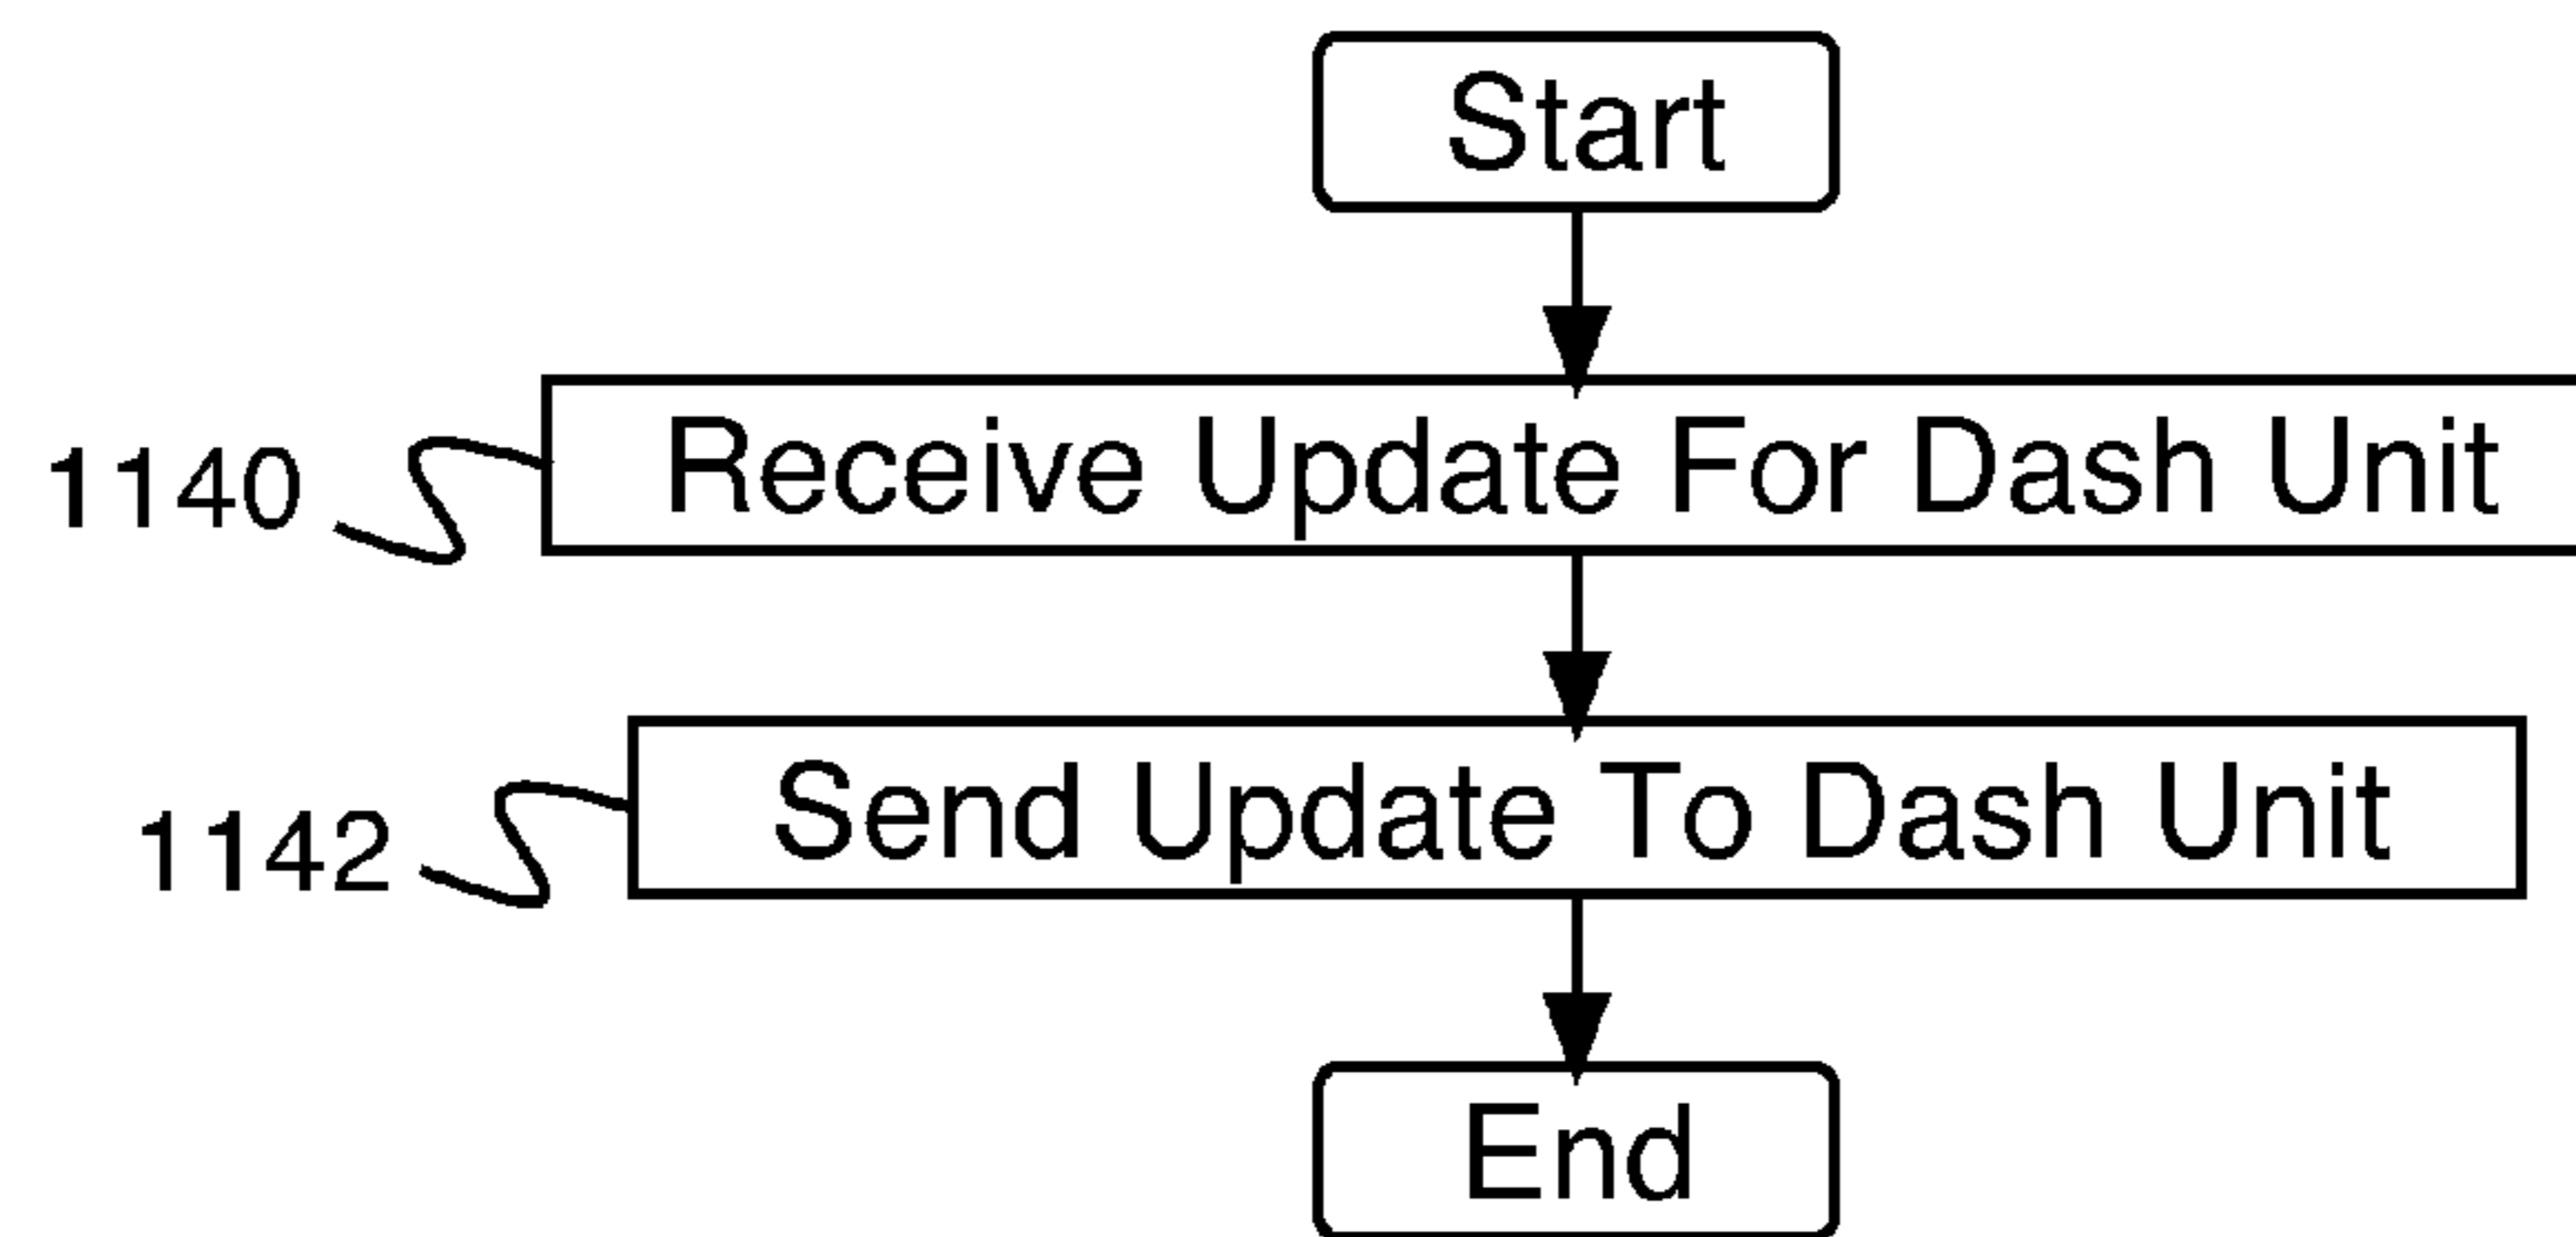 Start
1140 Receive Update For Dash Unit
1142 Send Update To Dash Unit
End